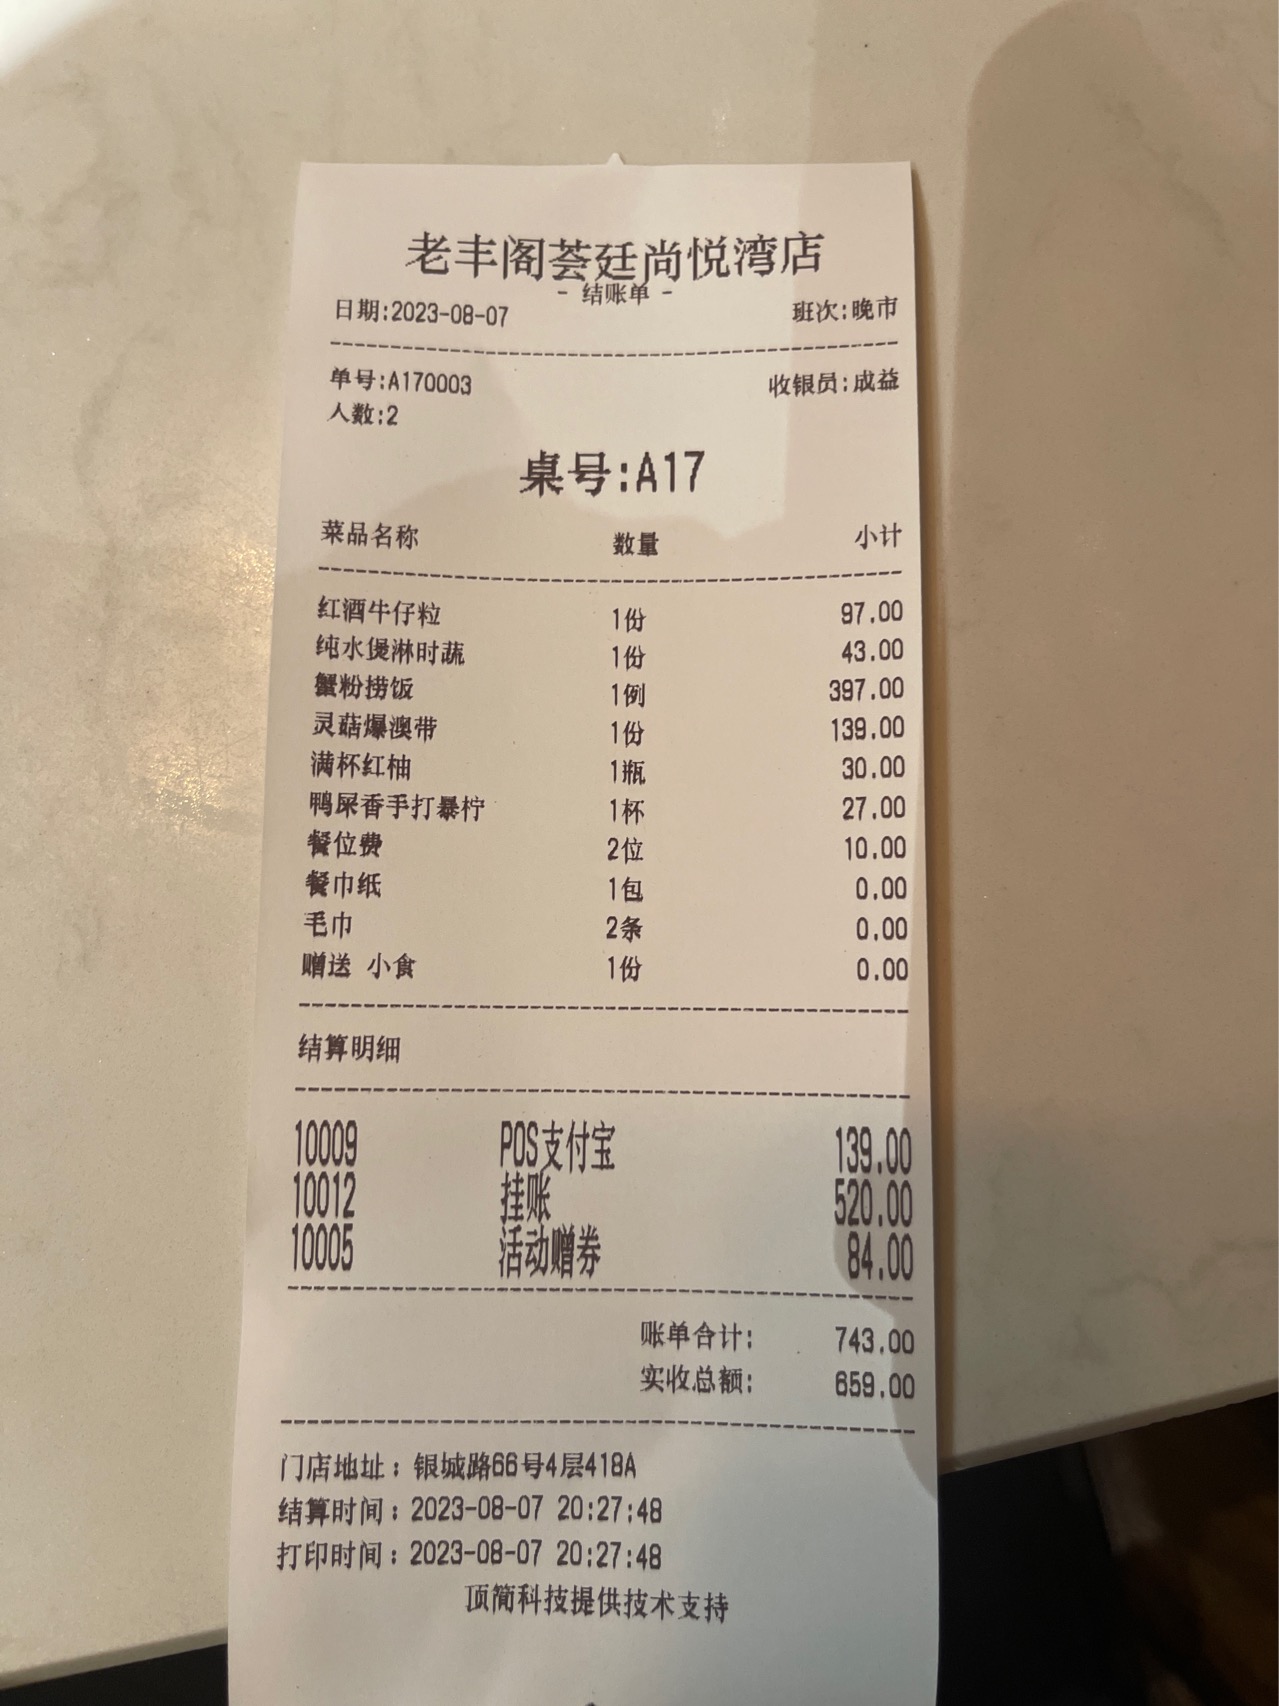 老丰阁荟廷尚悦湾店
- 结账单 -
日期:2023-08-07 班次:晚市
单号:A170003 收银员:成益
人数:2
桌号:A17
菜品名称 数量 小计
红酒牛仔粒 1份 97.00
纯水煲淋时蔬 1份 43.00
蟹粉捞饭 1例 397.00
灵菇爆澳带 1份 139.00
满杯红柚 1瓶 30.00
鸭屎香手打暴柠 1杯 27.00
餐位费 2位 10.00
餐巾纸 1包 0.00
毛巾 2条 0.00
赠送 小食 1份 0.00
结算明细
10009 POS支付宝 139.00
10012 挂账 520.00
10005 活动赠券 84.00
账单合计: 743.00
实收总额: 659.00
门店地址：银城路66号4层418A
结算时间：2023-08-07 20:27:48
打印时间：2023-08-07 20:27:48
顶简科技提供技术支持